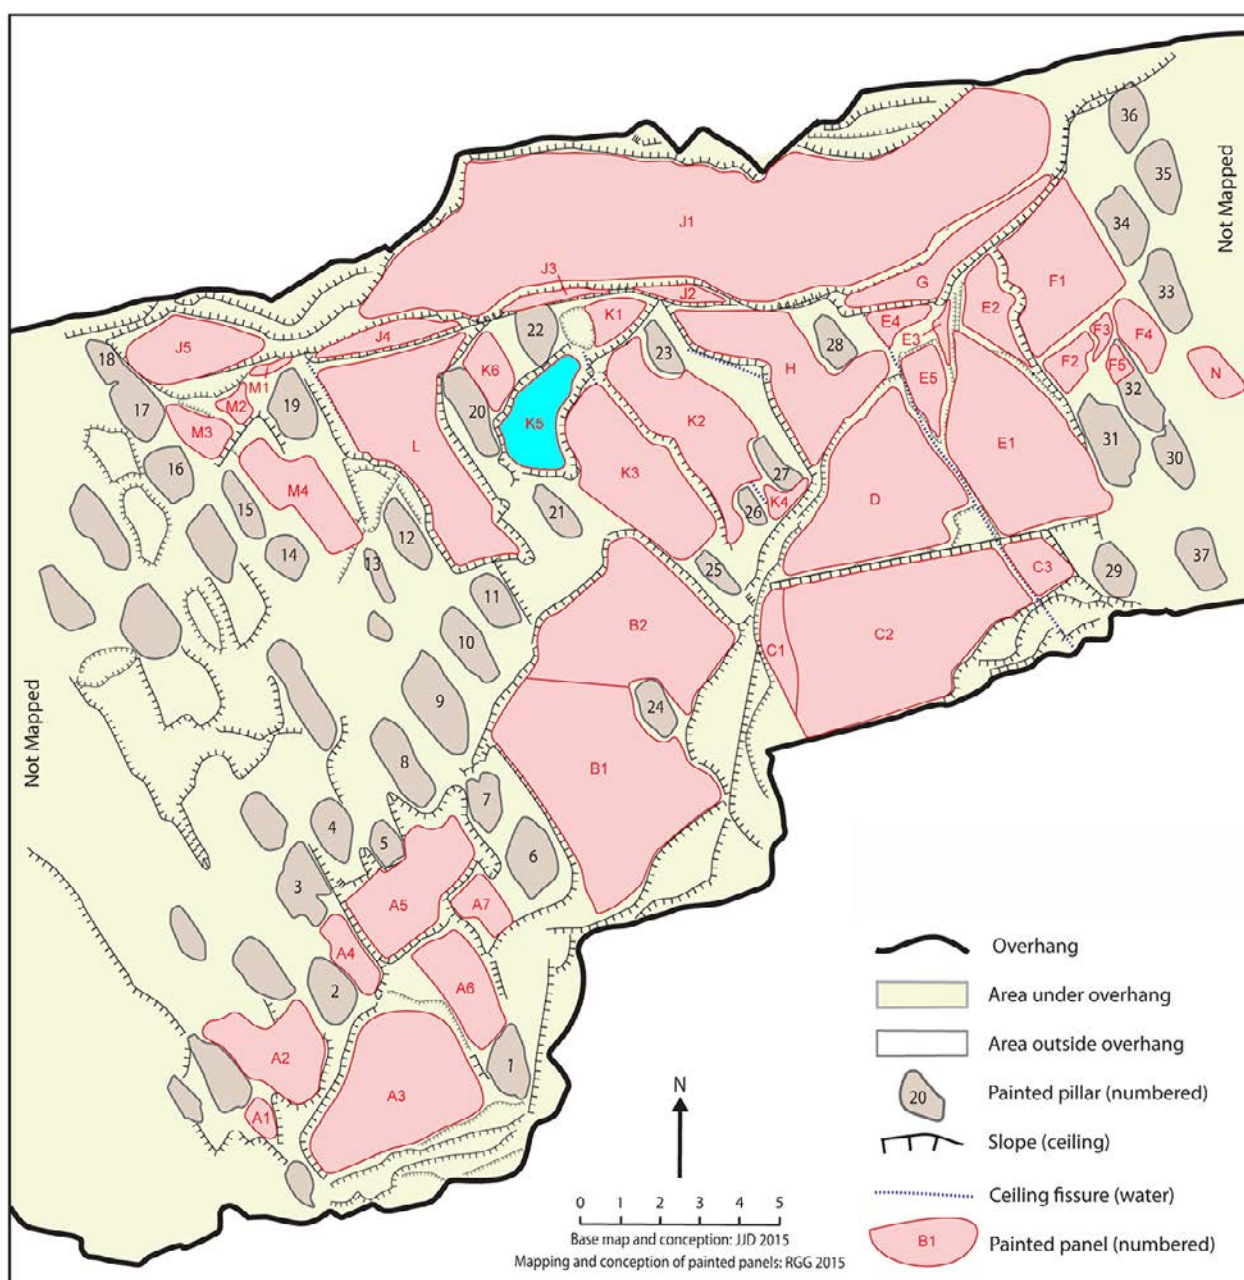 36
35
Not Mapped
34
J1
33
J3
G
F1
J2
E2
22
K1
E4
F3
F4
J5
J4
23
28
E3
F2
F5
N
18
M1
K6
H
E5
32
17
M2
19
20
K5
K2
M3
L
E1
31
30
16
K3
27
D
M4
K4
26
15
21
12
14
13
25
29
37
C3
11
B2
C2
10
C1
9
24
Not Mapped
8
B1
7
4
5
6
3
A5
A7
A4
2
A6
A2
1
A3
A1
N
0 1 2 3 4 5
Base map and conception: JJD 2015
Mapping and conception of painted panels: RGG 2015
Overhang
Area under overhang
Area outside overhang
20 Painted pillar (numbered)
Slope (ceiling)
Ceiling fissure (water)
B1 Painted panel (numbered)